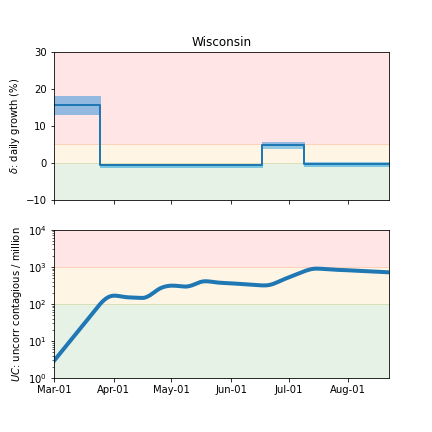 Wisconsin
δ: daily growth (%)
30
20
10
0
−10
UC: uncorr contagious / million
10⁴
10³
10²
10¹
10⁰
Mar-01 Apr-01 May-01 Jun-01 Jul-01 Aug-01